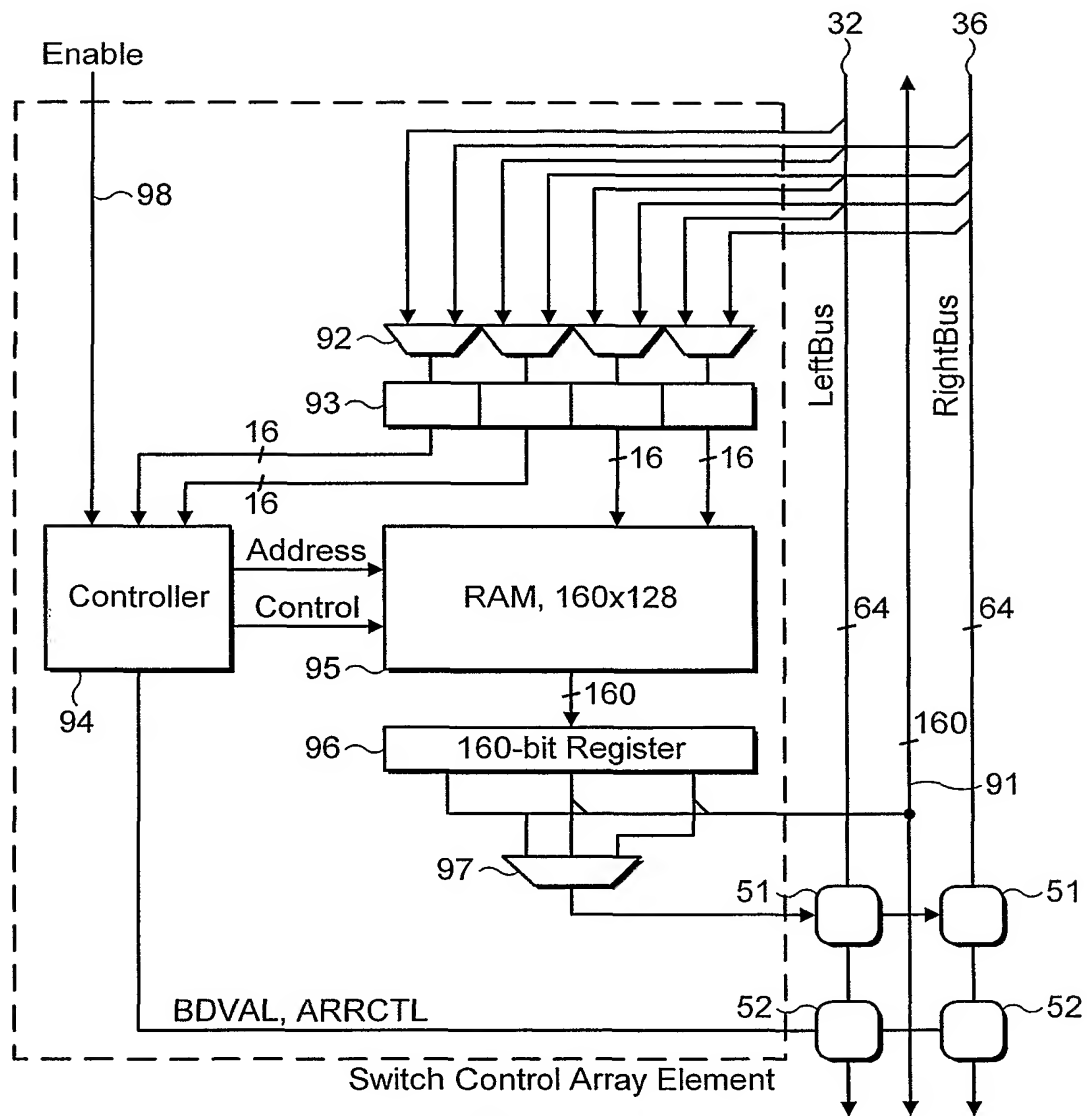 32
36
Enable
98
92
LeftBus
RightBus
93
16
16
16
16
Address
Controller
Control
RAM, 160x128
64
64
94
95
160
96
160-bit Register
160
91
97
51
51
BDVAL, ARRCTL
52
52
Switch Control Array Element